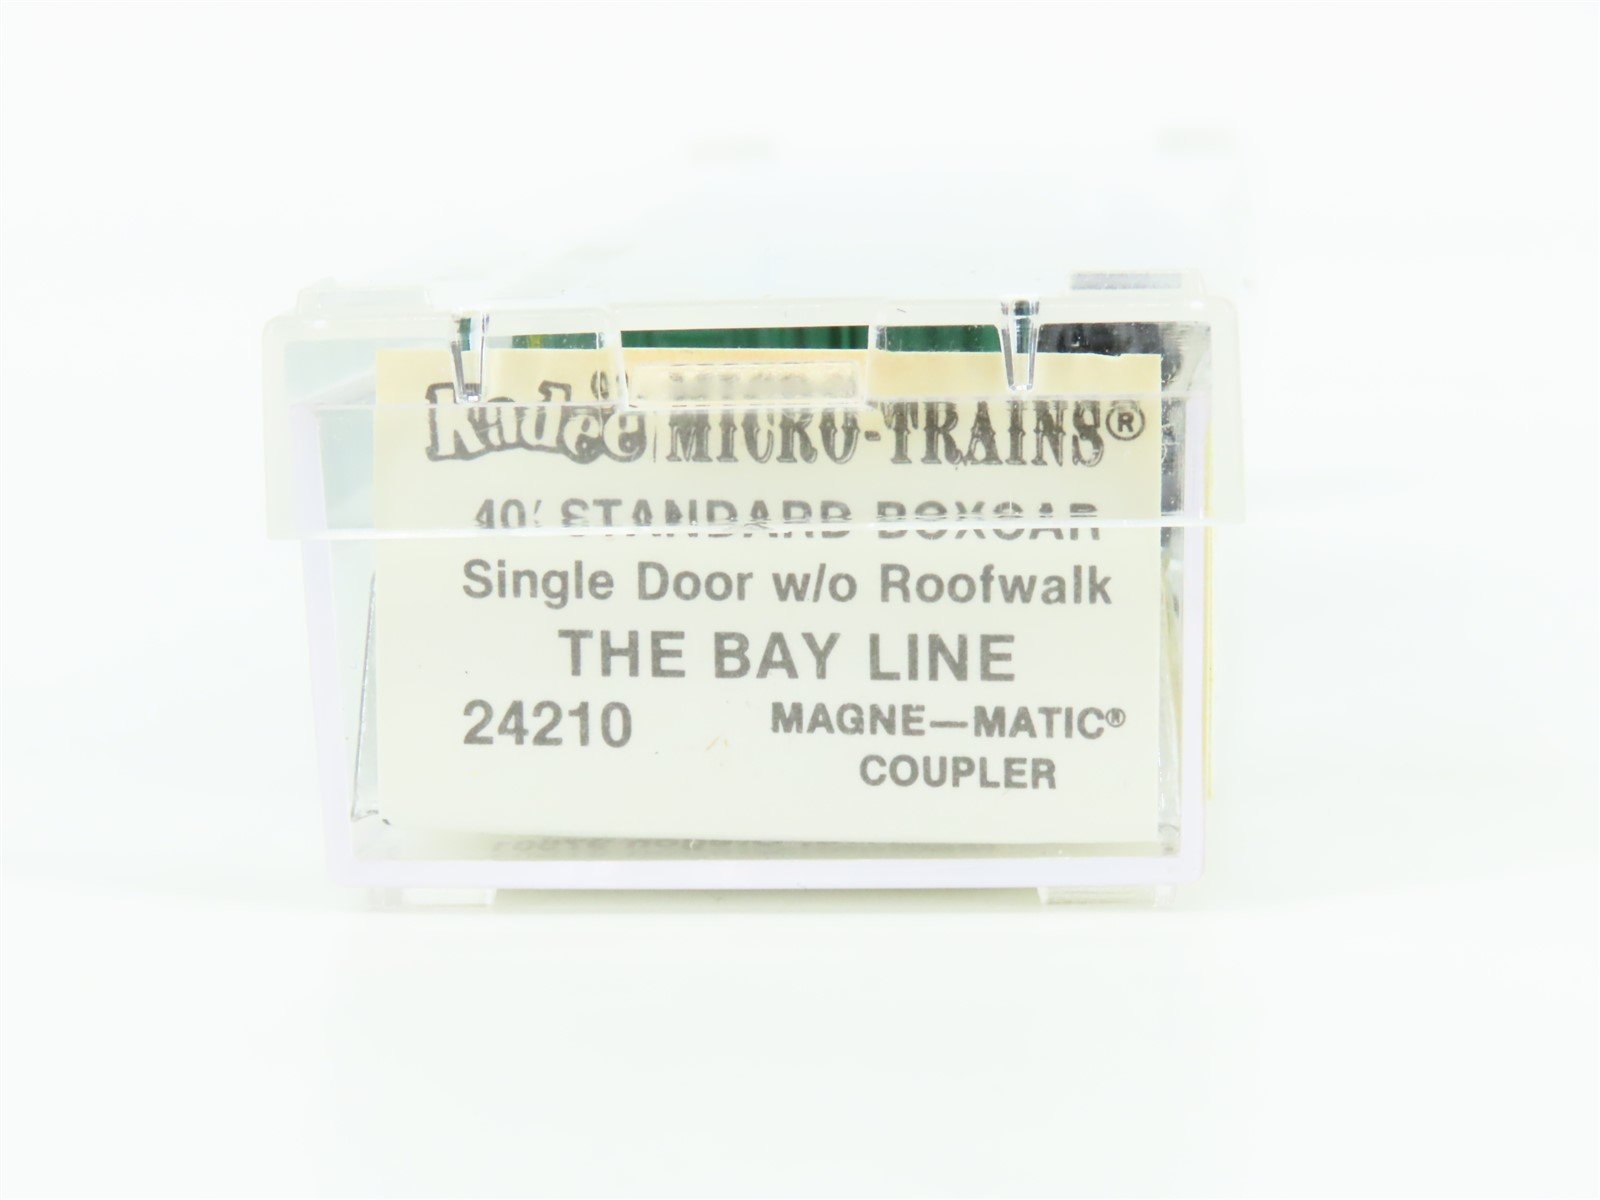 Kadee MICRO-TRAINS®
40' STANDARD BOXCAR
Single Door w/o Roofwalk
THE BAY LINE
24210 MAGNE—MATIC®
COUPLER